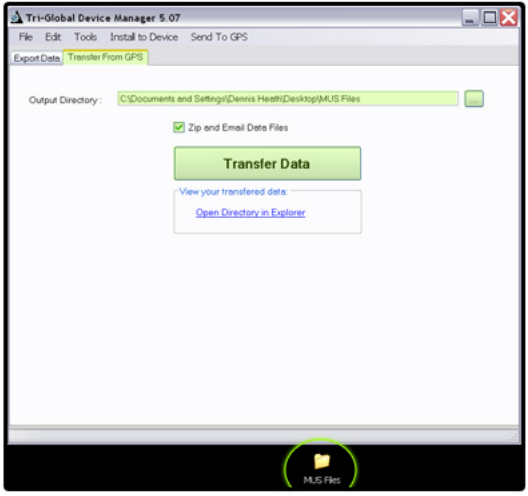 Tri-Global Device Manager 5.07
File Edit Tools Install to Device Send To GPS
Export Data Transfer From GPS
Output Directory : C:\Documents and Settings\Dennis Heath\Desktop\MUS Files ...
Zip and Email Data Files
Transfer Data
View your transfered data.
Open Directory in Explorer
MUS Files